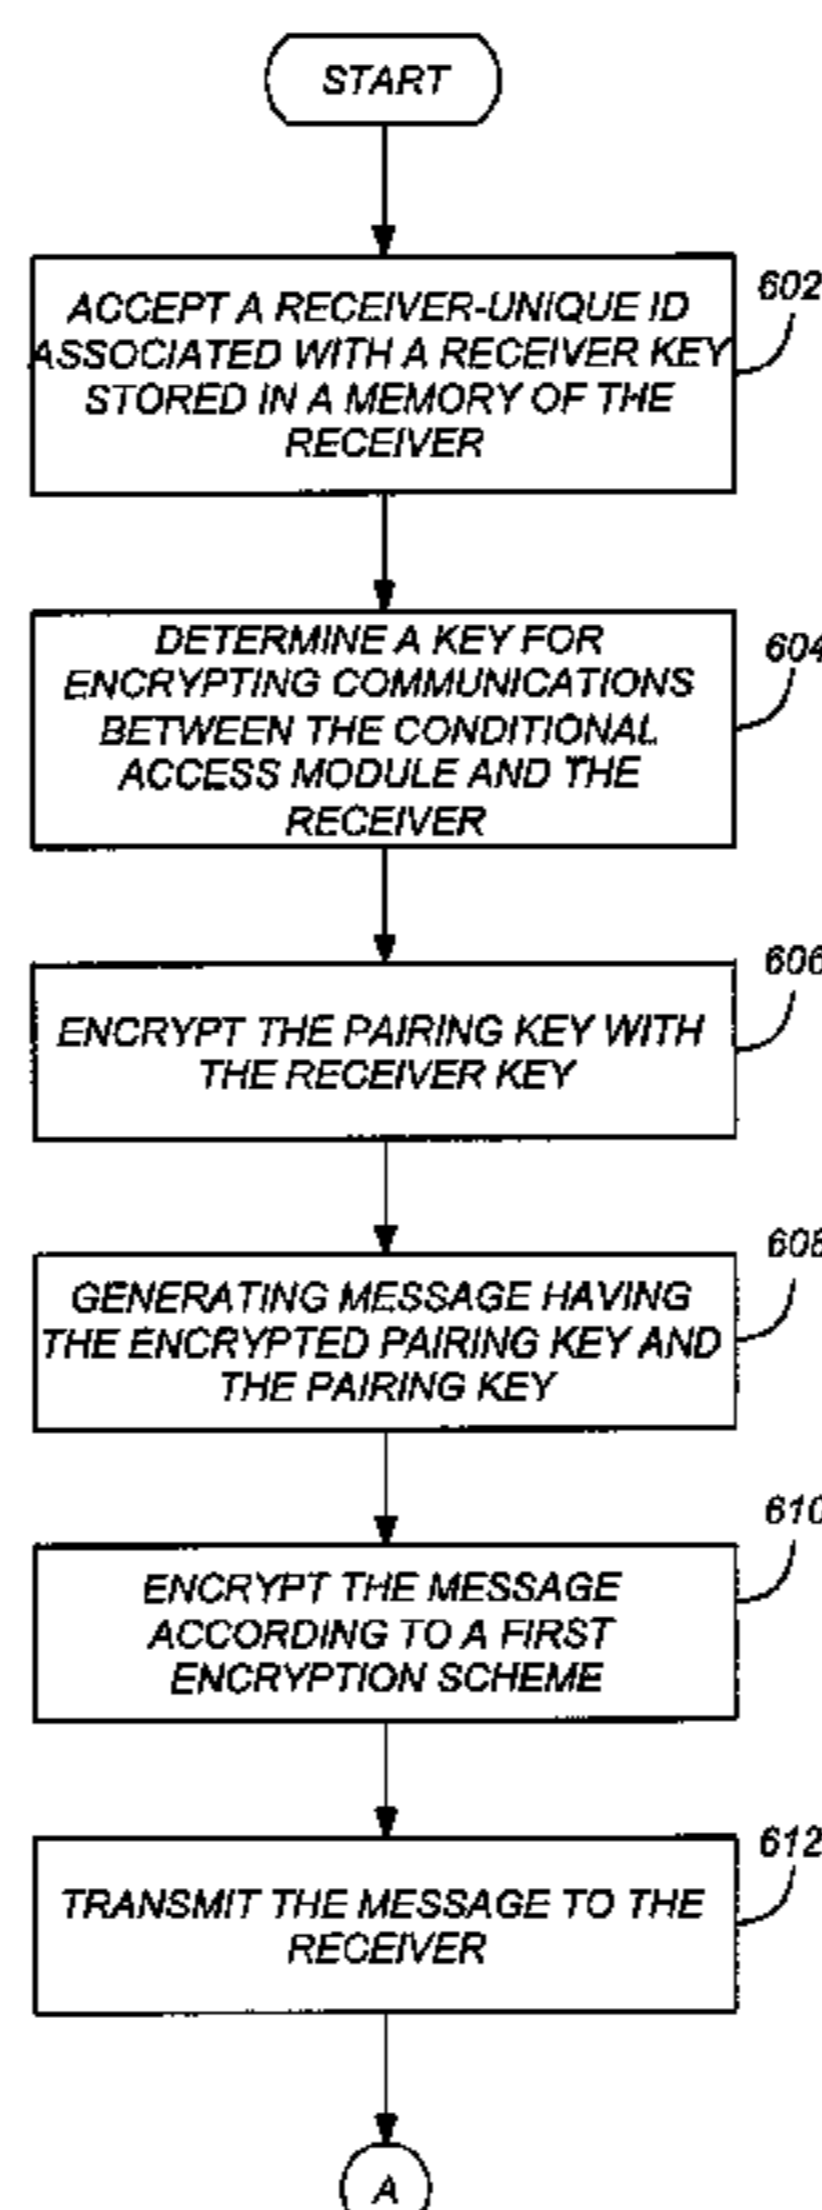 START
602
ACCEPT A RECEIVER-UNIQUE ID
ASSOCIATED WITH A RECEIVER KEY
STORED IN A MEMORY OF THE
RECEIVER
604
DETERMINE A KEY FOR
ENCRYPTING COMMUNICATIONS
BETWEEN THE CONDITIONAL
ACCESS MODULE AND THE
RECEIVER
606
ENCRYPT THE PAIRING KEY WITH
THE RECEIVER KEY
608
GENERATING MESSAGE HAVING
THE ENCRYPTED PAIRING KEY AND
THE PAIRING KEY
610
ENCRYPT THE MESSAGE
ACCORDING TO A FIRST
ENCRYPTION SCHEME
612
TRANSMIT THE MESSAGE TO THE
RECEIVER
A